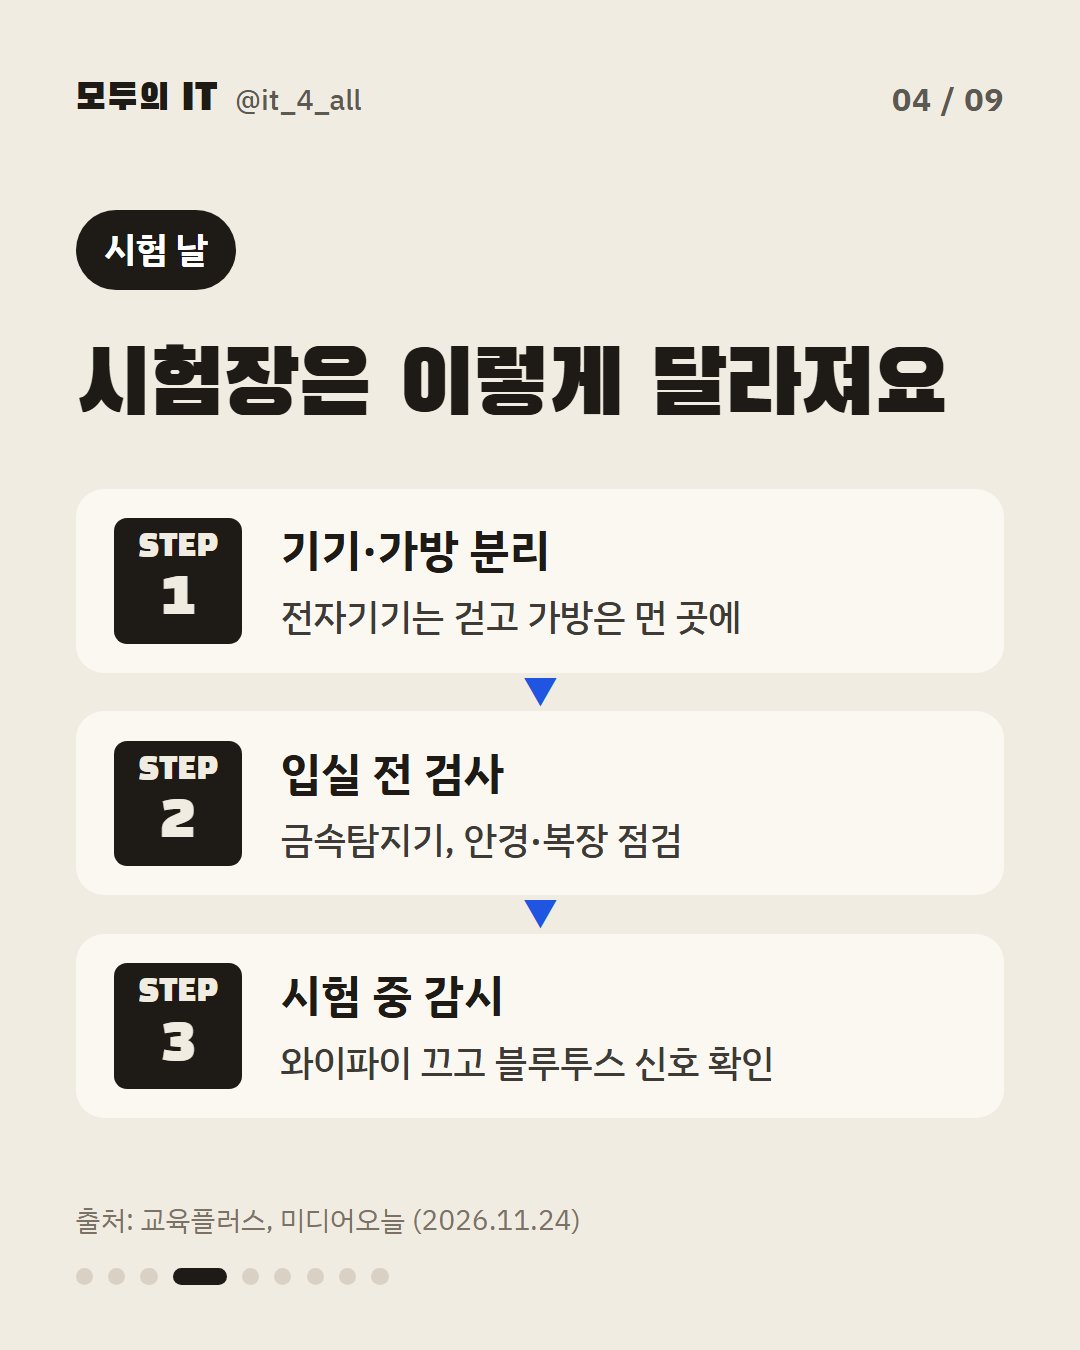 모두의 IT @it_4_all
04 / 09
시험 날
시험장은 이렇게 달라져요
STEP
1
기기·가방 분리
전자기기는 걷고 가방은 먼 곳에
STEP
2
입실 전 검사
금속탐지기, 안경·복장 점검
STEP
3
시험 중 감시
와이파이 끄고 블루투스 신호 확인
출처: 교육플러스, 미디어오늘 (2026.11.24)